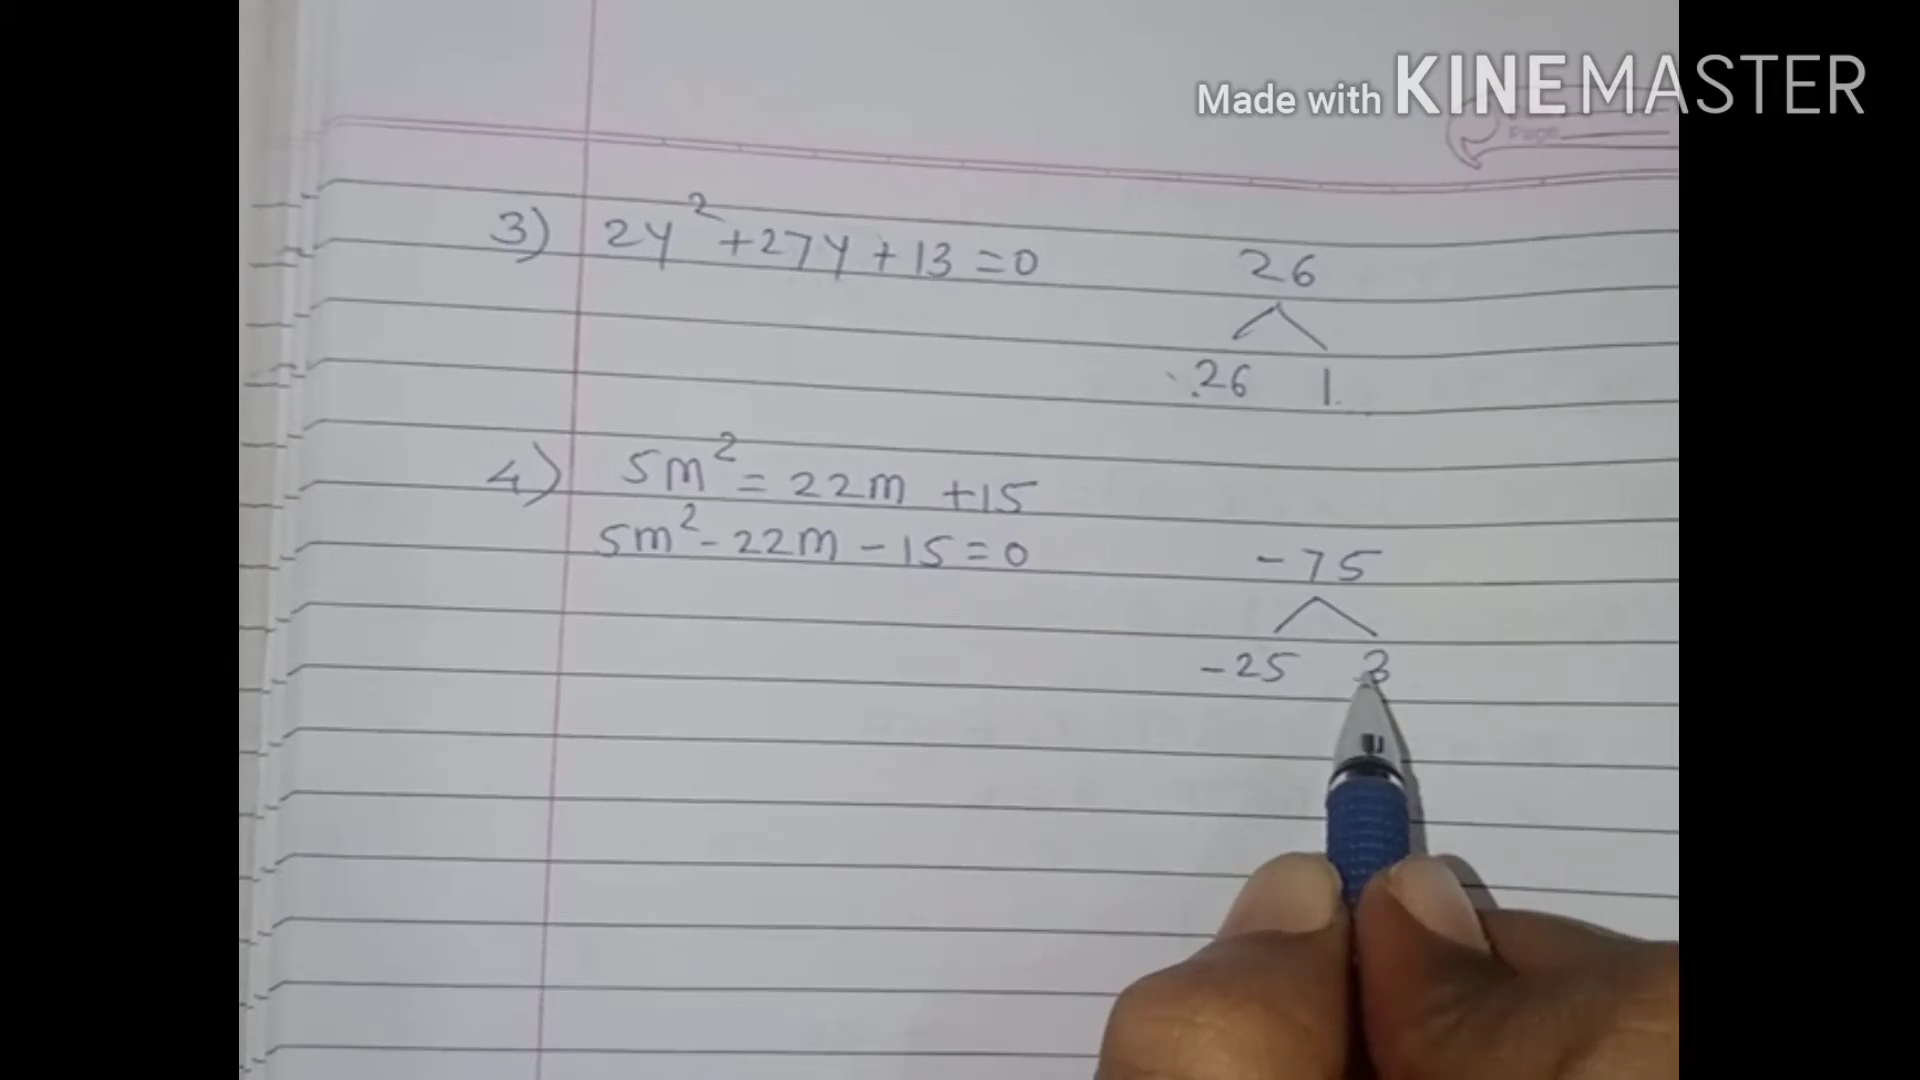 Made with KINEMASTER
Page
3) 2y² + 27y + 13 = 0
26
26 1
4) 5m² = 22m + 15
5m² - 22m - 15 = 0
-75
-25 3